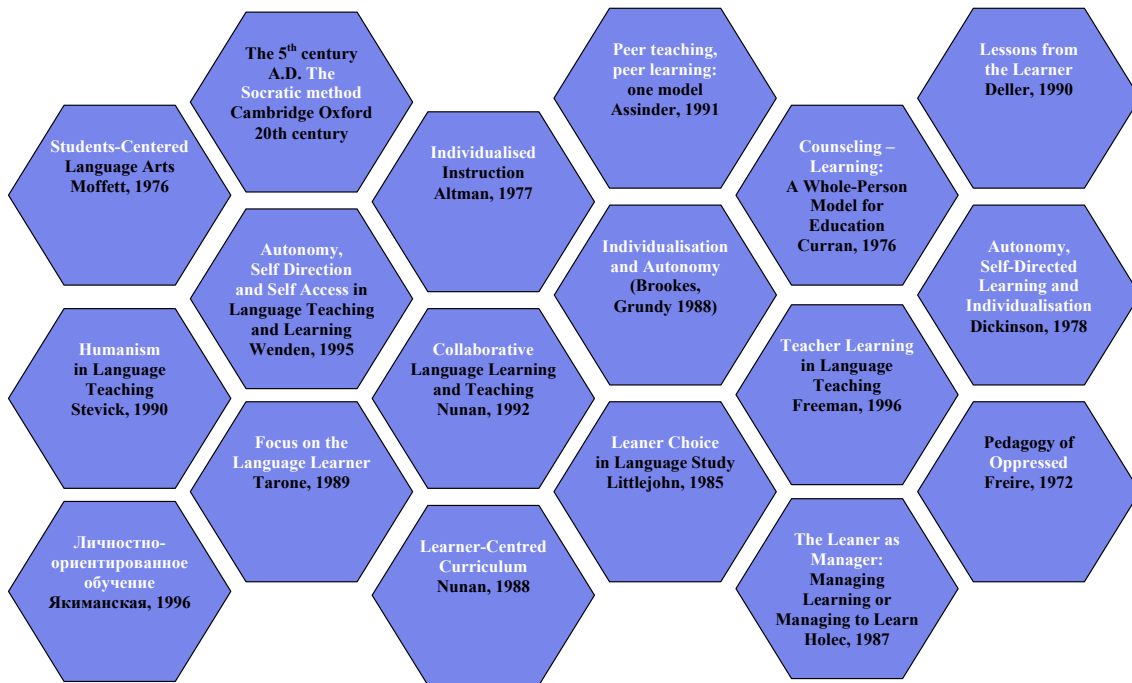 The 5th century
A.D. The
Socratic method
Cambridge Oxford
20th century
Peer teaching,
peer learning:
one model
Assinder, 1991
Lessons from
the Learner
Deller, 1990
Students-Centered
Language Arts
Moffett, 1976
Individualised
Instruction
Altman, 1977
Counseling –
Learning:
A Whole-Person
Model for
Education
Curran, 1976
Autonomy,
Self Direction
and Self Access in
Language Teaching
and Learning
Wenden, 1995
Individualisation
and Autonomy
(Brookes,
Grundy 1988)
Autonomy,
Self-Directed
Learning and
Individualisation
Dickinson, 1978
Humanism
in Language
Teaching
Stevick, 1990
Collaborative
Language Learning
and Teaching
Nunan, 1992
Teacher Learning
in Language
Teaching
Freeman, 1996
Focus on the
Language Learner
Tarone, 1989
Leaner Choice
in Language Study
Littlejohn, 1985
Pedagogy of
Oppressed
Freire, 1972
Личностно-
ориентированное
обучение
Якиманская, 1996
Learner-Centred
Curriculum
Nunan, 1988
The Leaner as
Manager:
Managing
Learning or
Managing to Learn
Holec, 1987